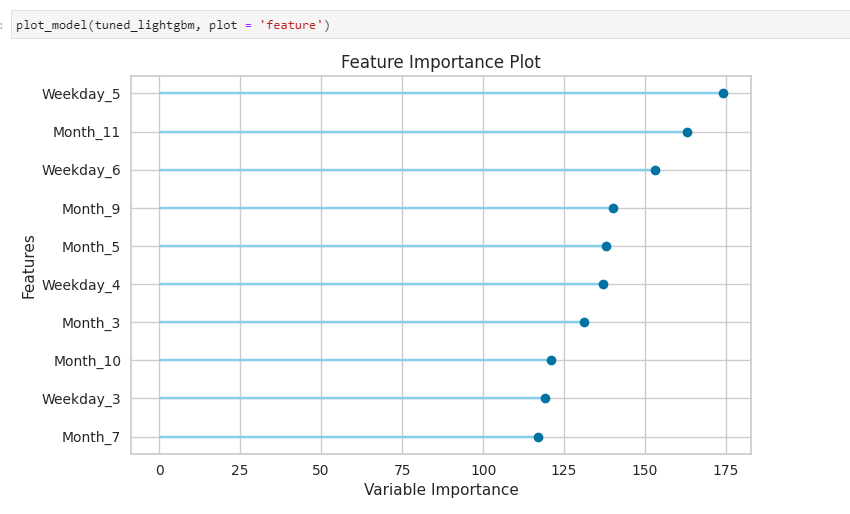 :
plot_model(tuned_lightgbm, plot = 'feature')
Feature Importance Plot
Weekday_5
Month_11
Weekday_6
Month_9
Month_5
Weekday_4
Month_3
Month_10
Weekday_3
Month_7
Features
0 25 50 75 100 125 150 175
Variable Importance